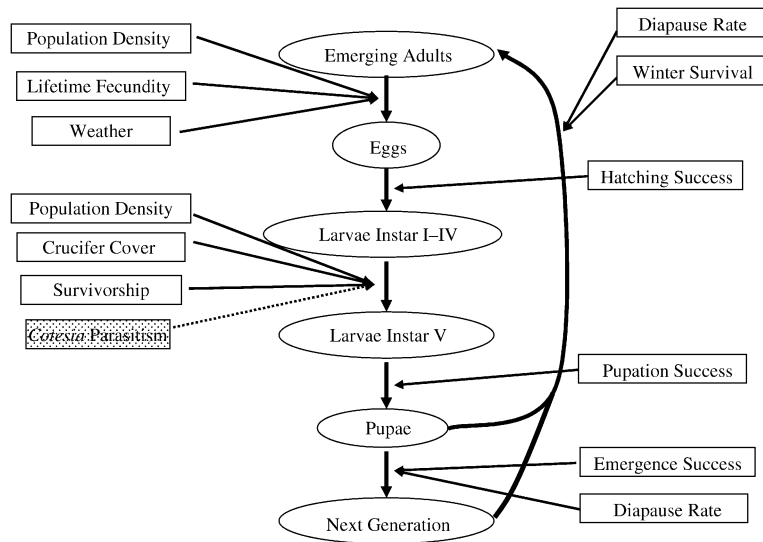 Population Density
Diapause Rate
Emerging Adults
Winter Survival
Lifetime Fecundity
Weather
Eggs
Hatching Success
Population Density
Larvae Instar I–IV
Crucifer Cover
Survivorship
Cotesia Parasitism
Larvae Instar V
Pupation Success
Pupae
Emergence Success
Diapause Rate
Next Generation